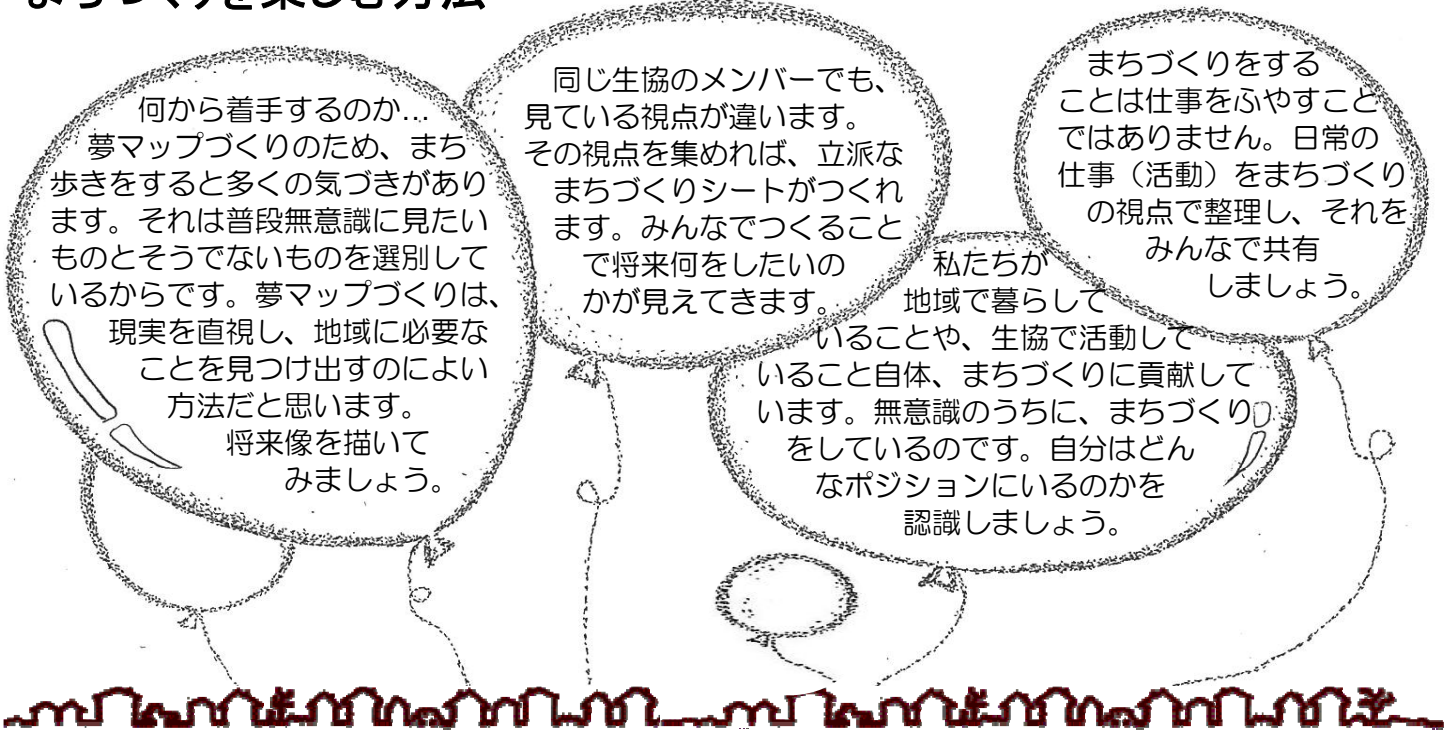 まちづくりを楽しむ方法
何から着手するのか…
夢マップづくりのため、まち
歩きをすると多くの気づきがあり
ます。それは普段無意識に見たい
ものとそうでないものを選別して
いるからです。夢マップづくりは、
現実を直視し、地域に必要な
ことを見つけ出すのによい
方法だと思います。
将来像を描いて
みましょう。
同じ生協のメンバーでも、
見ている視点が違います。
その視点を集めれば、立派な
まちづくりシートがつくれ
ます。みんなでつくること
で将来何をしたいの
かが見えてきます。
私たちが
地域で暮らして
いることや、生協で活動して
いること自体、まちづくりに貢献して
います。無意識のうちに、まちづくり
をしているのです。自分はどん
なポジションにいるのかを
認識しましょう。
まちづくりをする
ことは仕事をふやすこと
ではありません。日常の
仕事（活動）をまちづくり
の視点で整理し、それを
みんなで共有
しましょう。